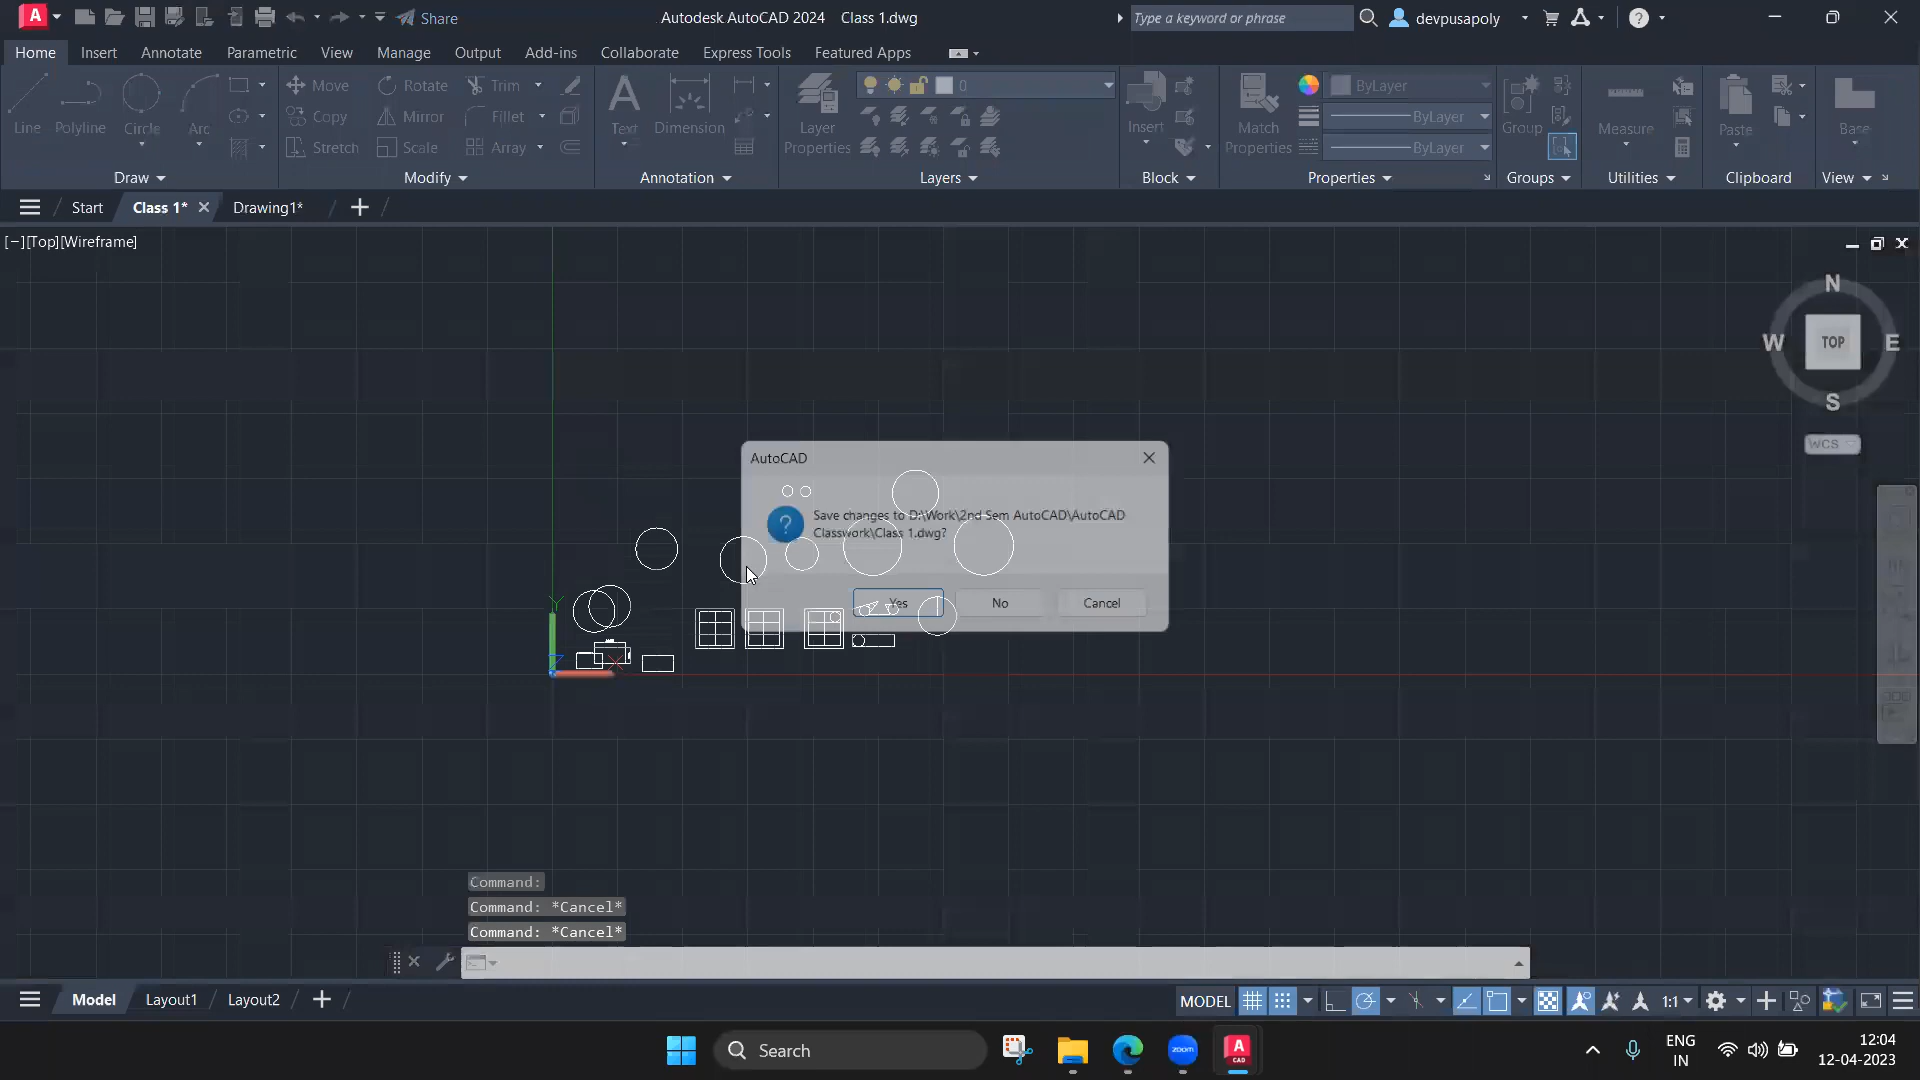 Share
Autodesk AutoCAD 2024 Class 1.dwg
Type a keyword or phrase
devpusapoly
Home Insert Annotate Parametric View Manage Output Add-ins Collaborate Express Tools Featured Apps
Line Polyline Circle Arc
Draw
Move Rotate Trim
Copy Mirror Fillet
Stretch Scale Array
Modify
Text Dimension
Annotation
Layer Properties
0
Layers
Insert
Block
Match Properties
ByLayer
ByLayer
ByLayer
Properties
Group
Groups
Measure
Utilities
Paste
Clipboard
Base
View
Start Class 1* Drawing1*
[−][Top][Wireframe]
N
W TOP E
S
WCS
AutoCAD
Save changes to D:\Work\2nd Sem AutoCAD\AutoCAD
Classwork\Class 1.dwg?
Yes No Cancel
Y
X
Command:
Command: *Cancel*
Command: *Cancel*
Model Layout1 Layout2
MODEL 1:1
Search
zoom
A
CAD
ENG
IN
12:04
12-04-2023